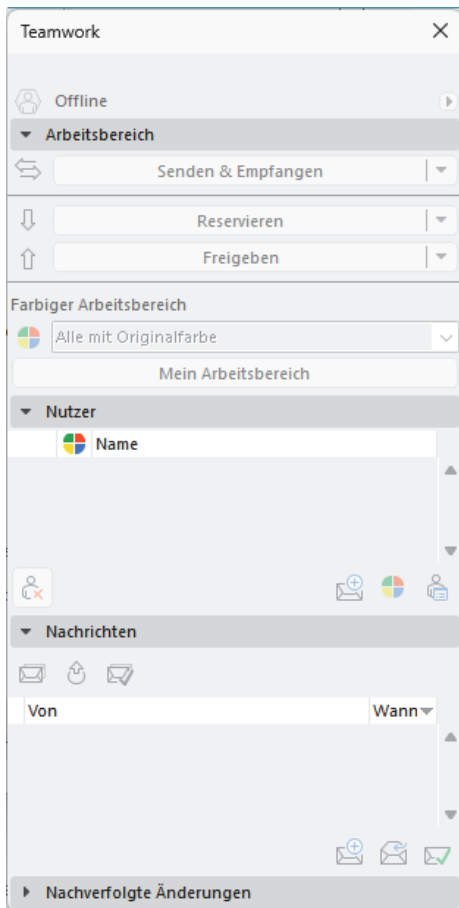 Teamwork
Offline
Arbeitsbereich
Senden & Empfangen
Reservieren
Freigeben
Farbiger Arbeitsbereich
Alle mit Originalfarbe
Mein Arbeitsbereich
Nutzer
Name
Nachrichten
Von Wann
Nachverfolgte Änderungen